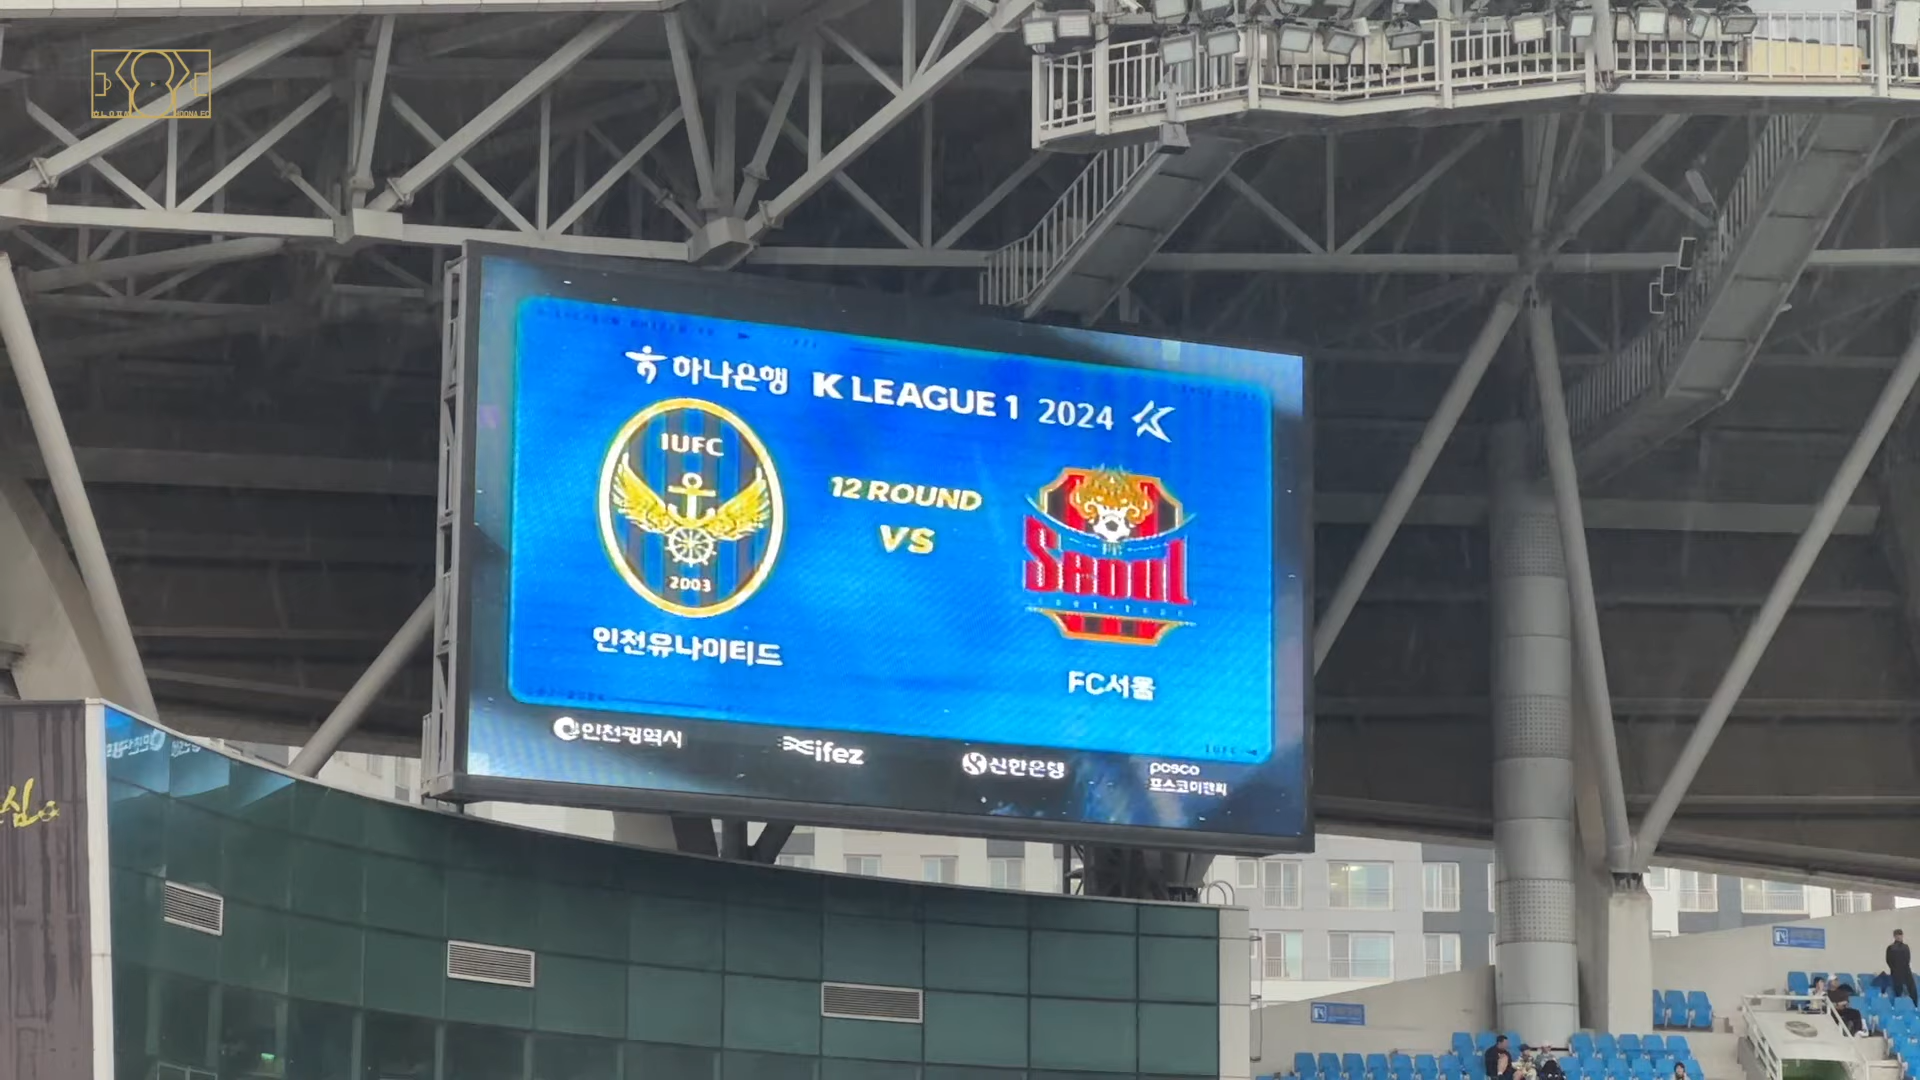 하나은행 K LEAGUE 1 2024
IUFC
2003
12 ROUND
VS
Seoul
인천유나이티드
FC서울
인천광역시
ifez
신한은행
posco
포스코이앤씨
IUFC